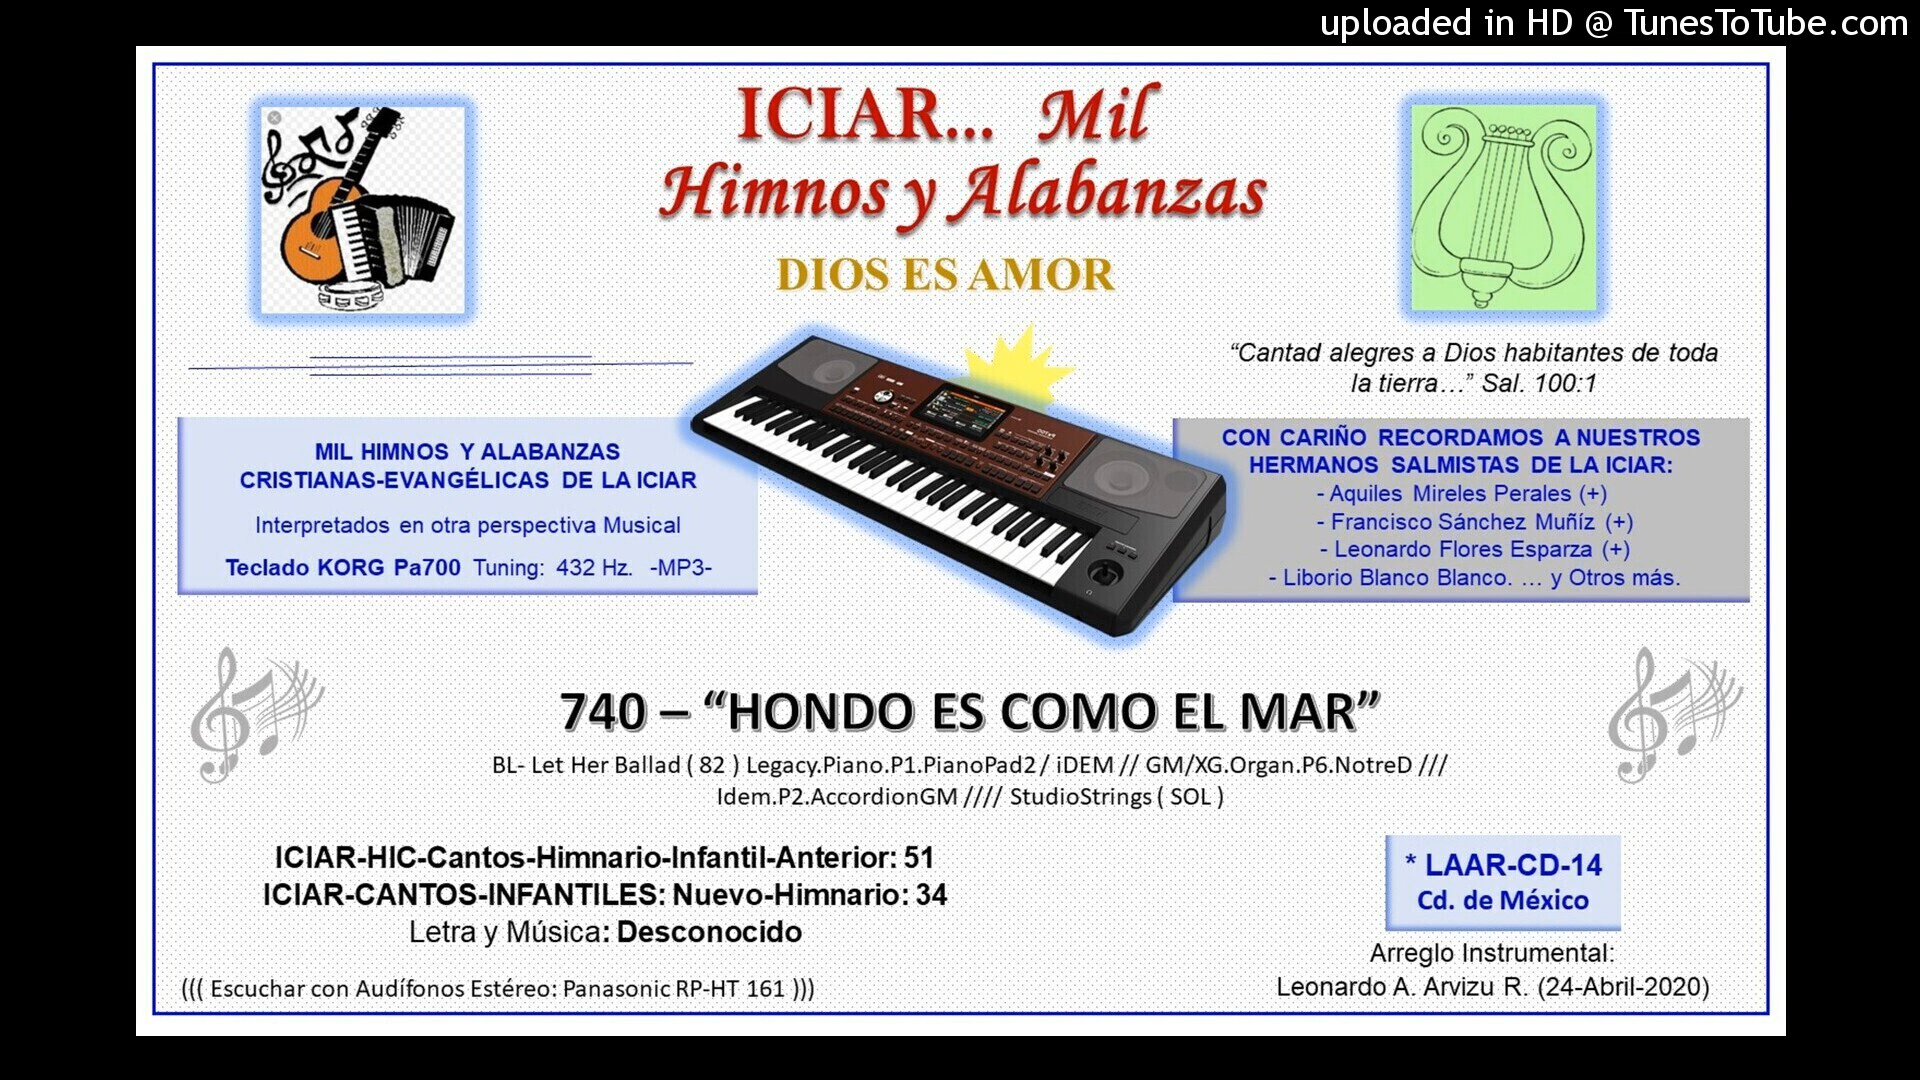 uploaded in HD @ TunesToTube.com
ICIAR... Mil
Himnos y Alabanzas
DIOS ES AMOR
“Cantad alegres a Dios habitantes de toda
la tierra…” Sal. 100:1
MIL HIMNOS Y ALABANZAS
CRISTIANAS-EVANGÉLICAS DE LA ICIAR
Interpretados en otra perspectiva Musical
Teclado KORG Pa700 Tuning: 432 Hz. -MP3-
CON CARIÑO RECORDAMOS A NUESTROS
HERMANOS SALMISTAS DE LA ICIAR:
- Aquiles Mireles Perales (+)
- Francisco Sánchez Muñíz (+)
- Leonardo Flores Esparza (+)
- Liborio Blanco Blanco. … y Otros más.
740 – “HONDO ES COMO EL MAR”
BL- Let Her Ballad ( 82 ) Legacy.Piano.P1.PianoPad2 / iDEM // GM/XG.Organ.P6.NotreD ///
Idem.P2.AccordionGM //// StudioStrings ( SOL )
ICIAR-HIC-Cantos-Himnario-Infantil-Anterior: 51
ICIAR-CANTOS-INFANTILES: Nuevo-Himnario: 34
Letra y Música: Desconocido
((( Escuchar con Audífonos Estéreo: Panasonic RP-HT 161 )))
* LAAR-CD-14
Cd. de México
Arreglo Instrumental:
Leonardo A. Arvizu R. (24-Abril-2020)